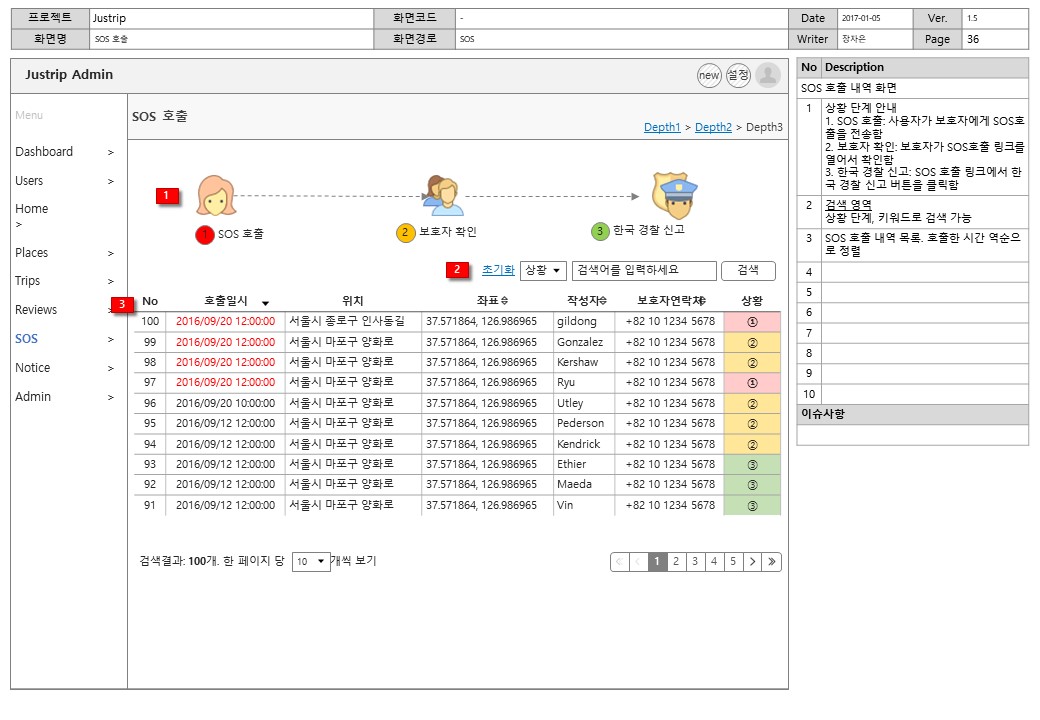 프로젝트 Justrip 화면코드 - Date 2017-01-05 Ver. 1.5
화면명 SOS 호출 화면경로 SOS Writer 장자은 Page 36
Justrip Admin new 설정
Menu
Dashboard >
Users >
Home
>
Places >
Trips >
Reviews >
SOS >
Notice >
Admin >
SOS 호출
Depth1 > Depth2 > Depth3
1
1 SOS 호출
2 보호자 확인
3 한국 경찰 신고
2 초기화 상황 검색어를 입력하세요 검색
3
No 호출일시 위치 좌표 작성자 보호자연락처 상황
100 2016/09/20 12:00:00 서울시 종로구 인사동길 37.571864, 126.986965 gildong +82 10 1234 5678 ①
99 2016/09/20 12:00:00 서울시 마포구 양화로 37.571864, 126.986965 Gonzalez +82 10 1234 5678 ②
98 2016/09/20 12:00:00 서울시 마포구 양화로 37.571864, 126.986965 Kershaw +82 10 1234 5678 ②
97 2016/09/20 12:00:00 서울시 마포구 양화로 37.571864, 126.986965 Ryu +82 10 1234 5678 ①
96 2016/09/20 10:00:00 서울시 마포구 양화로 37.571864, 126.986965 Utley +82 10 1234 5678 ②
95 2016/09/12 12:00:00 서울시 마포구 양화로 37.571864, 126.986965 Pederson +82 10 1234 5678 ②
94 2016/09/12 12:00:00 서울시 마포구 양화로 37.571864, 126.986965 Kendrick +82 10 1234 5678 ②
93 2016/09/12 12:00:00 서울시 마포구 양화로 37.571864, 126.986965 Ethier +82 10 1234 5678 ③
92 2016/09/12 12:00:00 서울시 마포구 양화로 37.571864, 126.986965 Maeda +82 10 1234 5678 ③
91 2016/09/12 12:00:00 서울시 마포구 양화로 37.571864, 126.986965 Vin +82 10 1234 5678 ③
검색결과: 100개. 한 페이지 당 10 개씩 보기
« < 1 2 3 4 5 > »
No Description
SOS 호출 내역 화면
1 상황 단계 안내
1. SOS 호출: 사용자가 보호자에게 SOS호
출을 전송함
2. 보호자 확인: 보호자가 SOS호출 링크를
열어서 확인함
3. 한국 경찰 신고: SOS 호출 링크에서 한
국 경찰 신고 버튼을 클릭함
2 검색 영역
상황 단계, 키워드로 검색 가능
3 SOS 호출 내역 목록. 호출한 시간 역순으
로 정렬
4
5
6
7
8
9
10
이슈사항